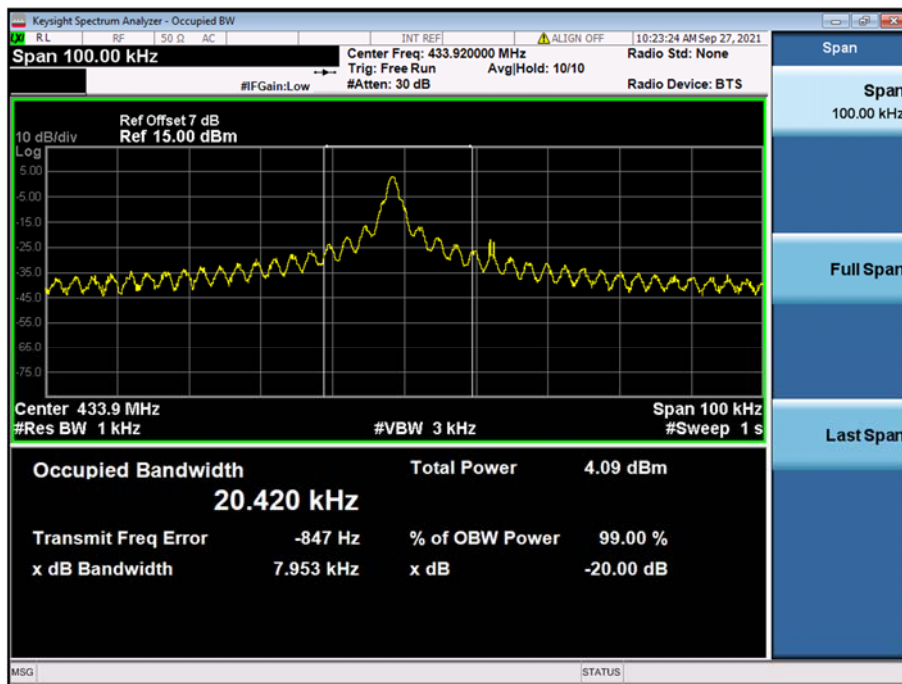 Keysight Spectrum Analyzer - Occupied BW
LXI RL RF 50 Ω AC INT REF ALIGN OFF 10:23:24 AM Sep 27, 2021
Span 100.00 kHz
Center Freq: 433.920000 MHz Radio Std: None
Trig: Free Run Avg|Hold: 10/10
#IFGain:Low #Atten: 30 dB Radio Device: BTS
Span
Span
100.00 kHz
Full Span
Last Span
Ref Offset 7 dB
10 dB/div Ref 15.00 dBm
Log
5.00
-5.00
-15.0
-25.0
-35.0
-45.0
-55.0
-65.0
-75.0
Center 433.9 MHz Span 100 kHz
#Res BW 1 kHz #VBW 3 kHz #Sweep 1 s
Occupied Bandwidth Total Power 4.09 dBm
20.420 kHz
Transmit Freq Error -847 Hz % of OBW Power 99.00 %
x dB Bandwidth 7.953 kHz x dB -20.00 dB
MSG STATUS